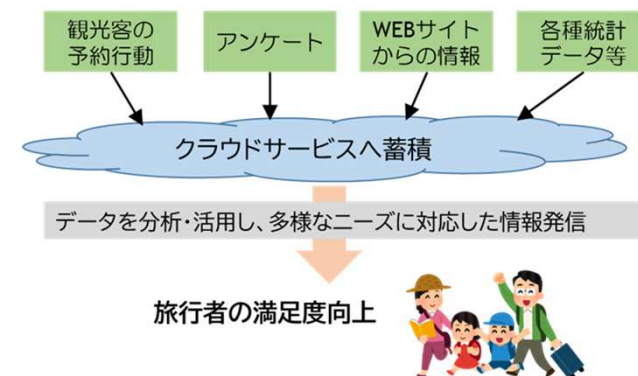 観光客の
予約行動
アンケート
WEBサイト
からの情報
各種統計
データ等
クラウドサービスへ蓄積
データを分析・活用し、多様なニーズに対応した情報発信
旅行者の満足度向上